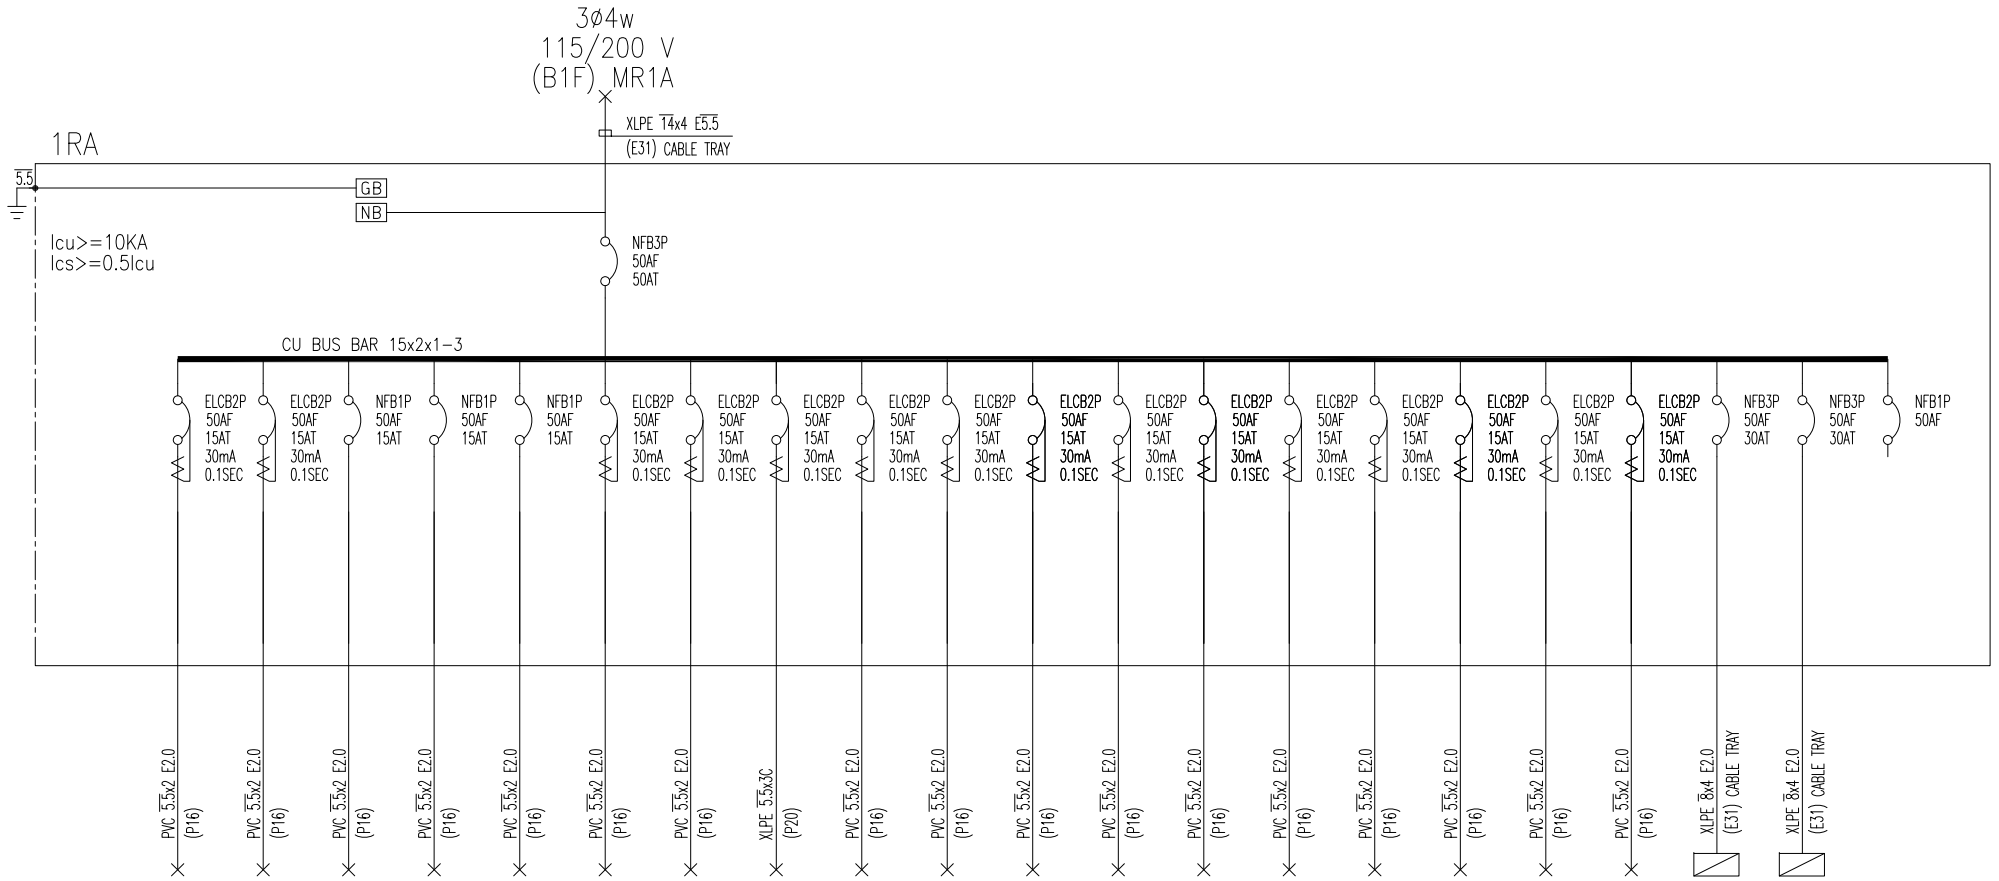 3ø4w
115/200 V
(B1F) MR1A
XLPE 14x4 E5.5
(E31) CABLE TRAY
1RA
5.5
GB
NB
Icu>=10KA
Ics>=0.5Icu
NFB3P
50AF
50AT
CU BUS BAR 15x2x1-3
ELCB2P
50AF
15AT
30mA
0.1SEC
ELCB2P
50AF
15AT
30mA
0.1SEC
NFB1P
50AF
15AT
NFB1P
50AF
15AT
NFB1P
50AF
15AT
ELCB2P
50AF
15AT
30mA
0.1SEC
ELCB2P
50AF
15AT
30mA
0.1SEC
ELCB2P
50AF
15AT
30mA
0.1SEC
ELCB2P
50AF
15AT
30mA
0.1SEC
ELCB2P
50AF
15AT
30mA
0.1SEC
ELCB2P
50AF
15AT
30mA
0.1SEC
ELCB2P
50AF
15AT
30mA
0.1SEC
ELCB2P
50AF
15AT
30mA
0.1SEC
ELCB2P
50AF
15AT
30mA
0.1SEC
ELCB2P
50AF
15AT
30mA
0.1SEC
ELCB2P
50AF
15AT
30mA
0.1SEC
ELCB2P
50AF
15AT
30mA
0.1SEC
ELCB2P
50AF
15AT
30mA
0.1SEC
NFB3P
50AF
30AT
NFB3P
50AF
30AT
NFB1P
50AF
PVC 5.5x2 E2.0
(P16)
PVC 5.5x2 E2.0
(P16)
PVC 5.5x2 E2.0
(P16)
PVC 5.5x2 E2.0
(P16)
PVC 5.5x2 E2.0
(P16)
PVC 5.5x2 E2.0
(P16)
PVC 5.5x2 E2.0
(P16)
XLPE 5.5x3C
(P20)
PVC 5.5x2 E2.0
(P16)
PVC 5.5x2 E2.0
(P16)
PVC 5.5x2 E2.0
(P16)
PVC 5.5x2 E2.0
(P16)
PVC 5.5x2 E2.0
(P16)
PVC 5.5x2 E2.0
(P16)
PVC 5.5x2 E2.0
(P16)
PVC 5.5x2 E2.0
(P16)
PVC 5.5x2 E2.0
(P16)
PVC 5.5x2 E2.0
(P16)
XLPE 8x4 E2.0
(E31) CABLE TRAY
XLPE 8x4 E2.0
(E31) CABLE TRAY